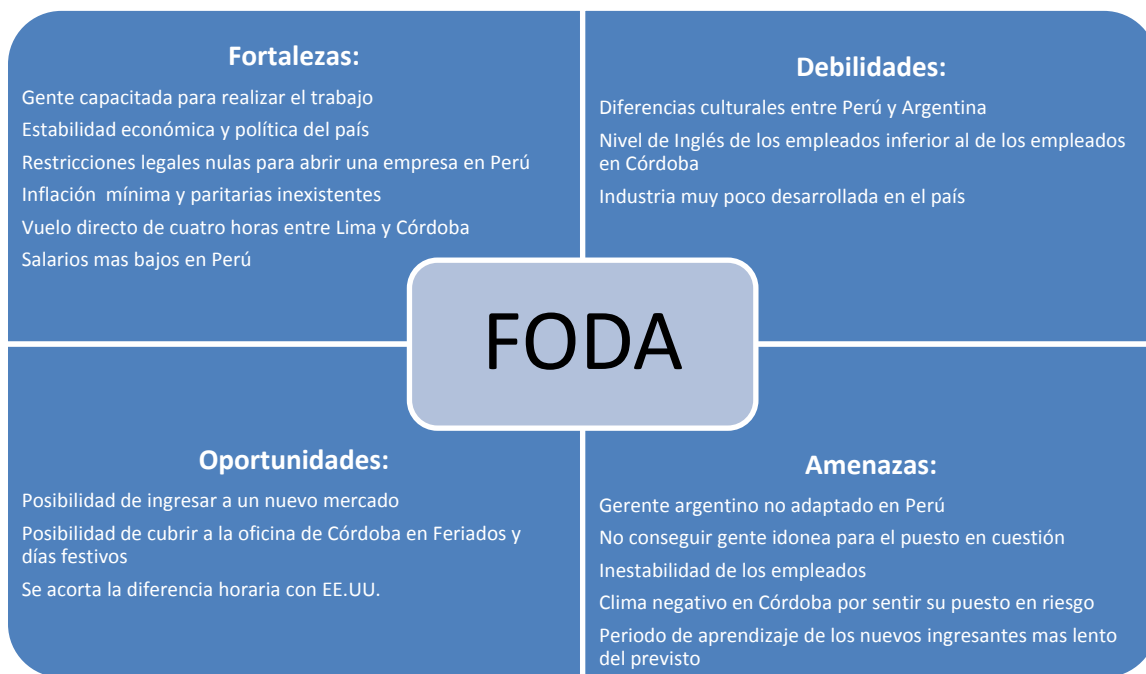 Fortalezas:
Gente capacitada para realizar el trabajo
Estabilidad económica y política del país
Restricciones legales nulas para abrir una empresa en Perú
Inflación  mínima y paritarias inexistentes
Vuelo directo de cuatro horas entre Lima y Córdoba
Salarios mas bajos en Perú
Debilidades:
Diferencias culturales entre Perú y Argentina
Nivel de Inglés de los empleados inferior al de los empleados
en Córdoba
Industria muy poco desarrollada en el país
FODA
Oportunidades:
Posibilidad de ingresar a un nuevo mercado
Posibilidad de cubrir a la oficina de Córdoba en Feriados y
días festivos
Se acorta la diferencia horaria con EE.UU.
Amenazas:
Gerente argentino no adaptado en Perú
No conseguir gente idonea para el puesto en cuestión
Inestabilidad de los empleados
Clima negativo en Córdoba por sentir su puesto en riesgo
Periodo de aprendizaje de los nuevos ingresantes mas lento
del previsto